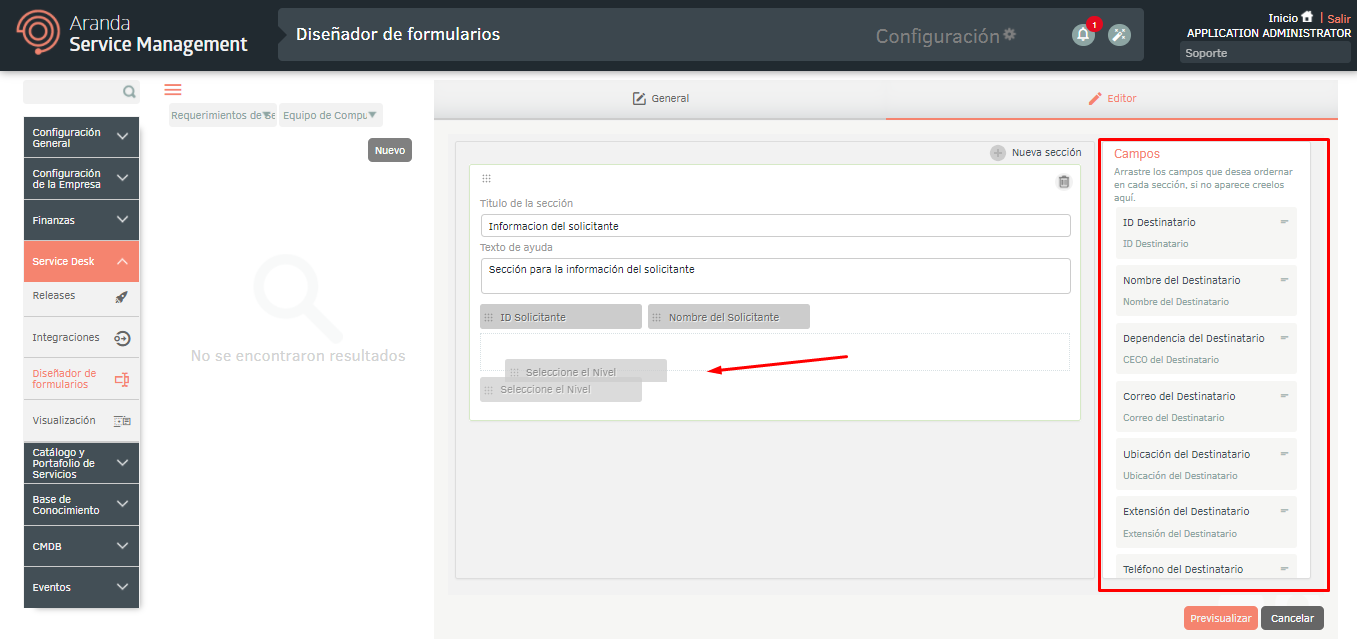 Aranda
Service Management
Diseñador de formularios
Configuración
1
Inicio | Salir
APPLICATION ADMINISTRATOR
Soporte
Configuración
General
Configuración
de la Empresa
Finanzas
Service Desk
Releases
Integraciones
Diseñador de
formularios
Visualización
Catálogo y
Portafolio de
Servicios
Base de
Conocimiento
CMDB
Eventos
Requerimientos de Se
Equipo de Compu
Nuevo
No se encontraron resultados
General
Editor
Nueva sección
Título de la sección
Informacion del solicitante
Texto de ayuda
Sección para la información del solicitante
ID Solicitante
Nombre del Solicitante
Seleccione el Nivel
Seleccione el Nivel
Campos
Arrastre los campos que desea ordernar
en cada sección, si no aparece creelos
aquí.
ID Destinatario
ID Destinatario
Nombre del Destinatario
Nombre del Destinatario
Dependencia del Destinatario
CECO del Destinatario
Correo del Destinatario
Correo del Destinatario
Ubicación del Destinatario
Ubicación del Destinatario
Extensión del Destinatario
Extensión del Destinatario
Teléfono del Destinatario
Previsualizar
Cancelar